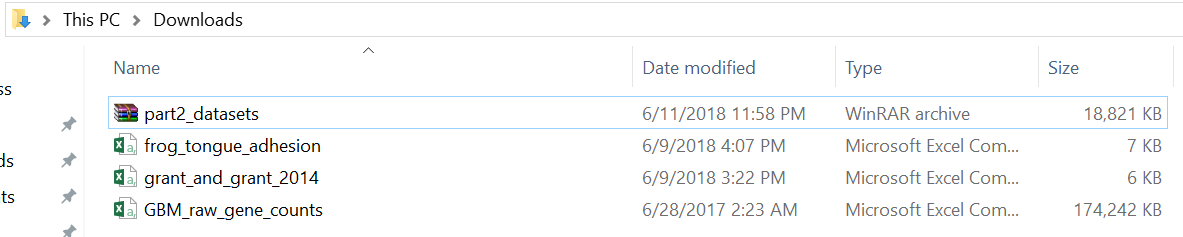 This PC > Downloads
Name Date modified Type Size
ss
part2_datasets 6/11/2018 11:58 PM WinRAR archive 18,821 KB
frog_tongue_adhesion 6/9/2018 4:07 PM Microsoft Excel Com... 7 KB
ds
grant_and_grant_2014 6/9/2018 3:22 PM Microsoft Excel Com... 6 KB
ts
GBM_raw_gene_counts 6/28/2017 2:23 AM Microsoft Excel Com... 174,242 KB